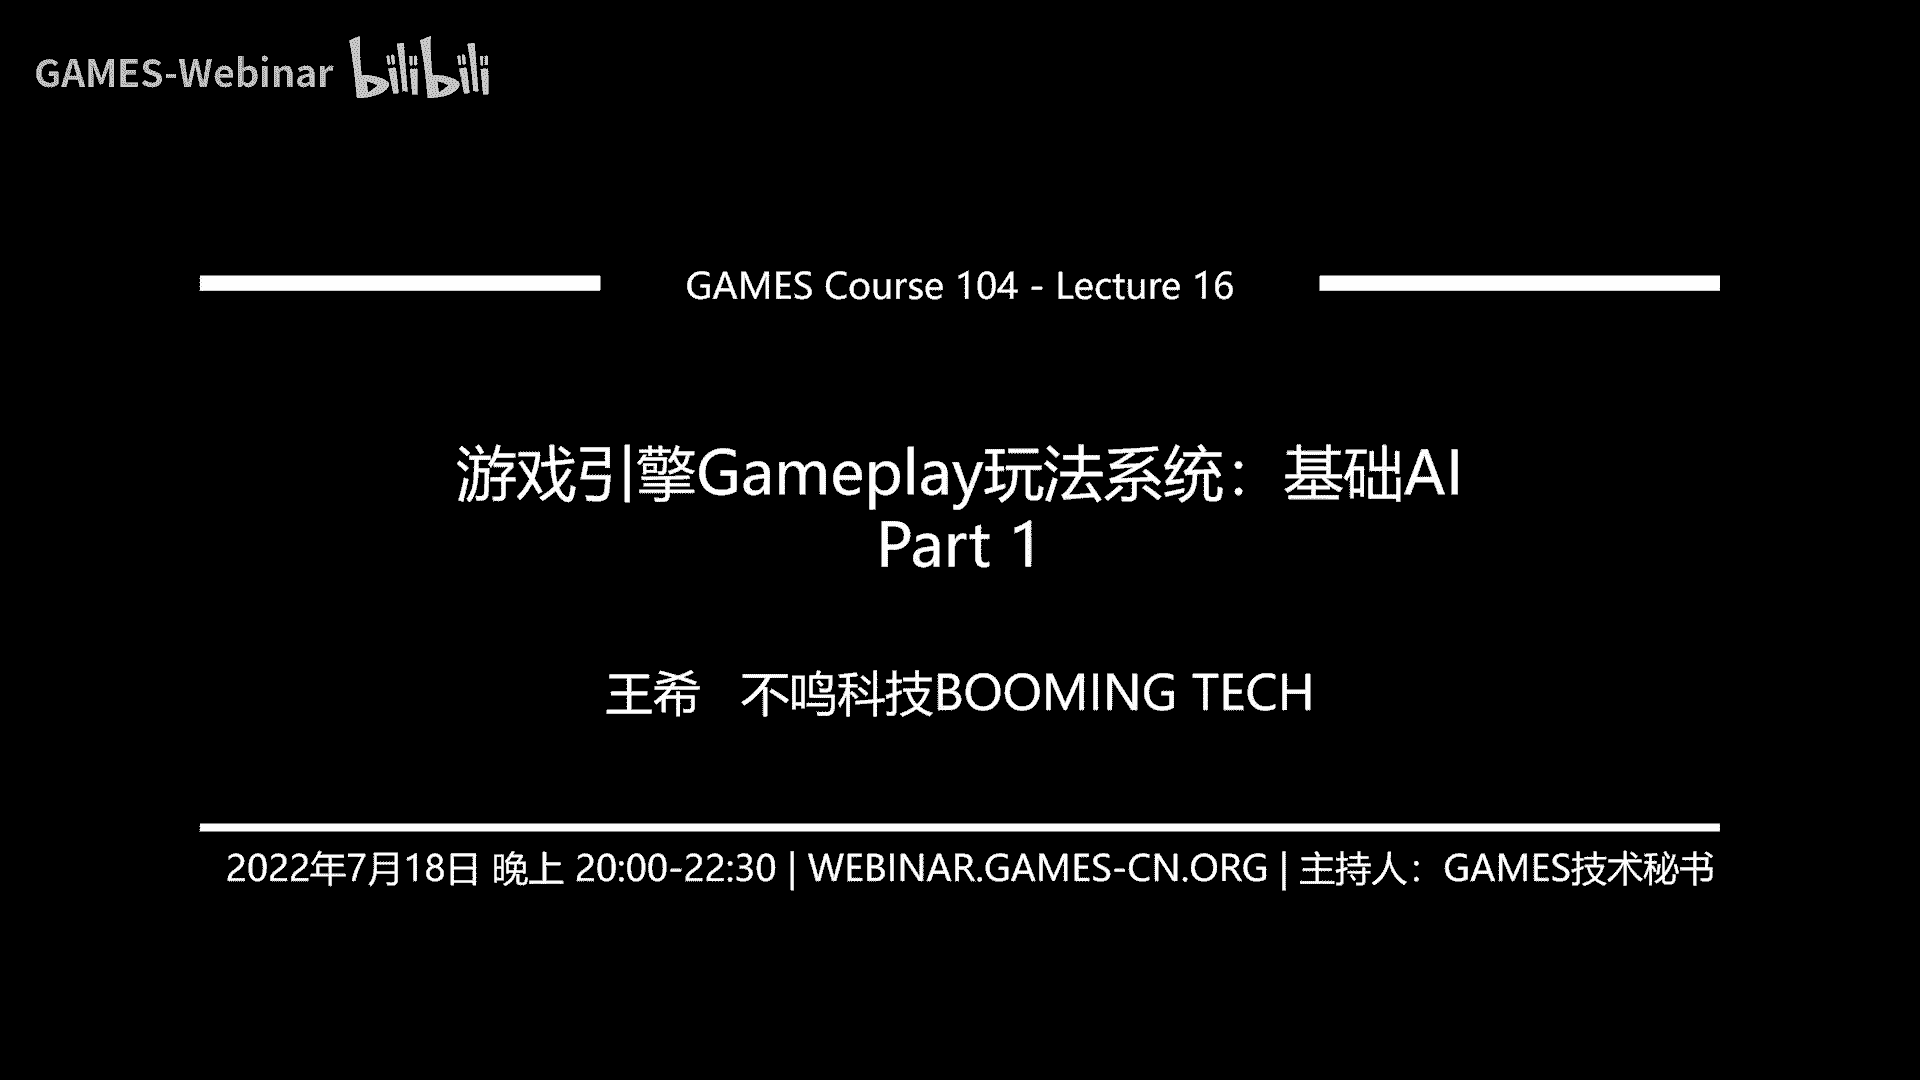 GAMES-Webinar bilibili
GAMES Course 104 - Lecture 16
游戏引擎Gameplay玩法系统：基础AI
Part 1
王希 不鸣科技BOOMING TECH
2022年7月18日 晚上 20:00-22:30 | WEBINAR.GAMES-CN.ORG | 主持人：GAMES技术秘书